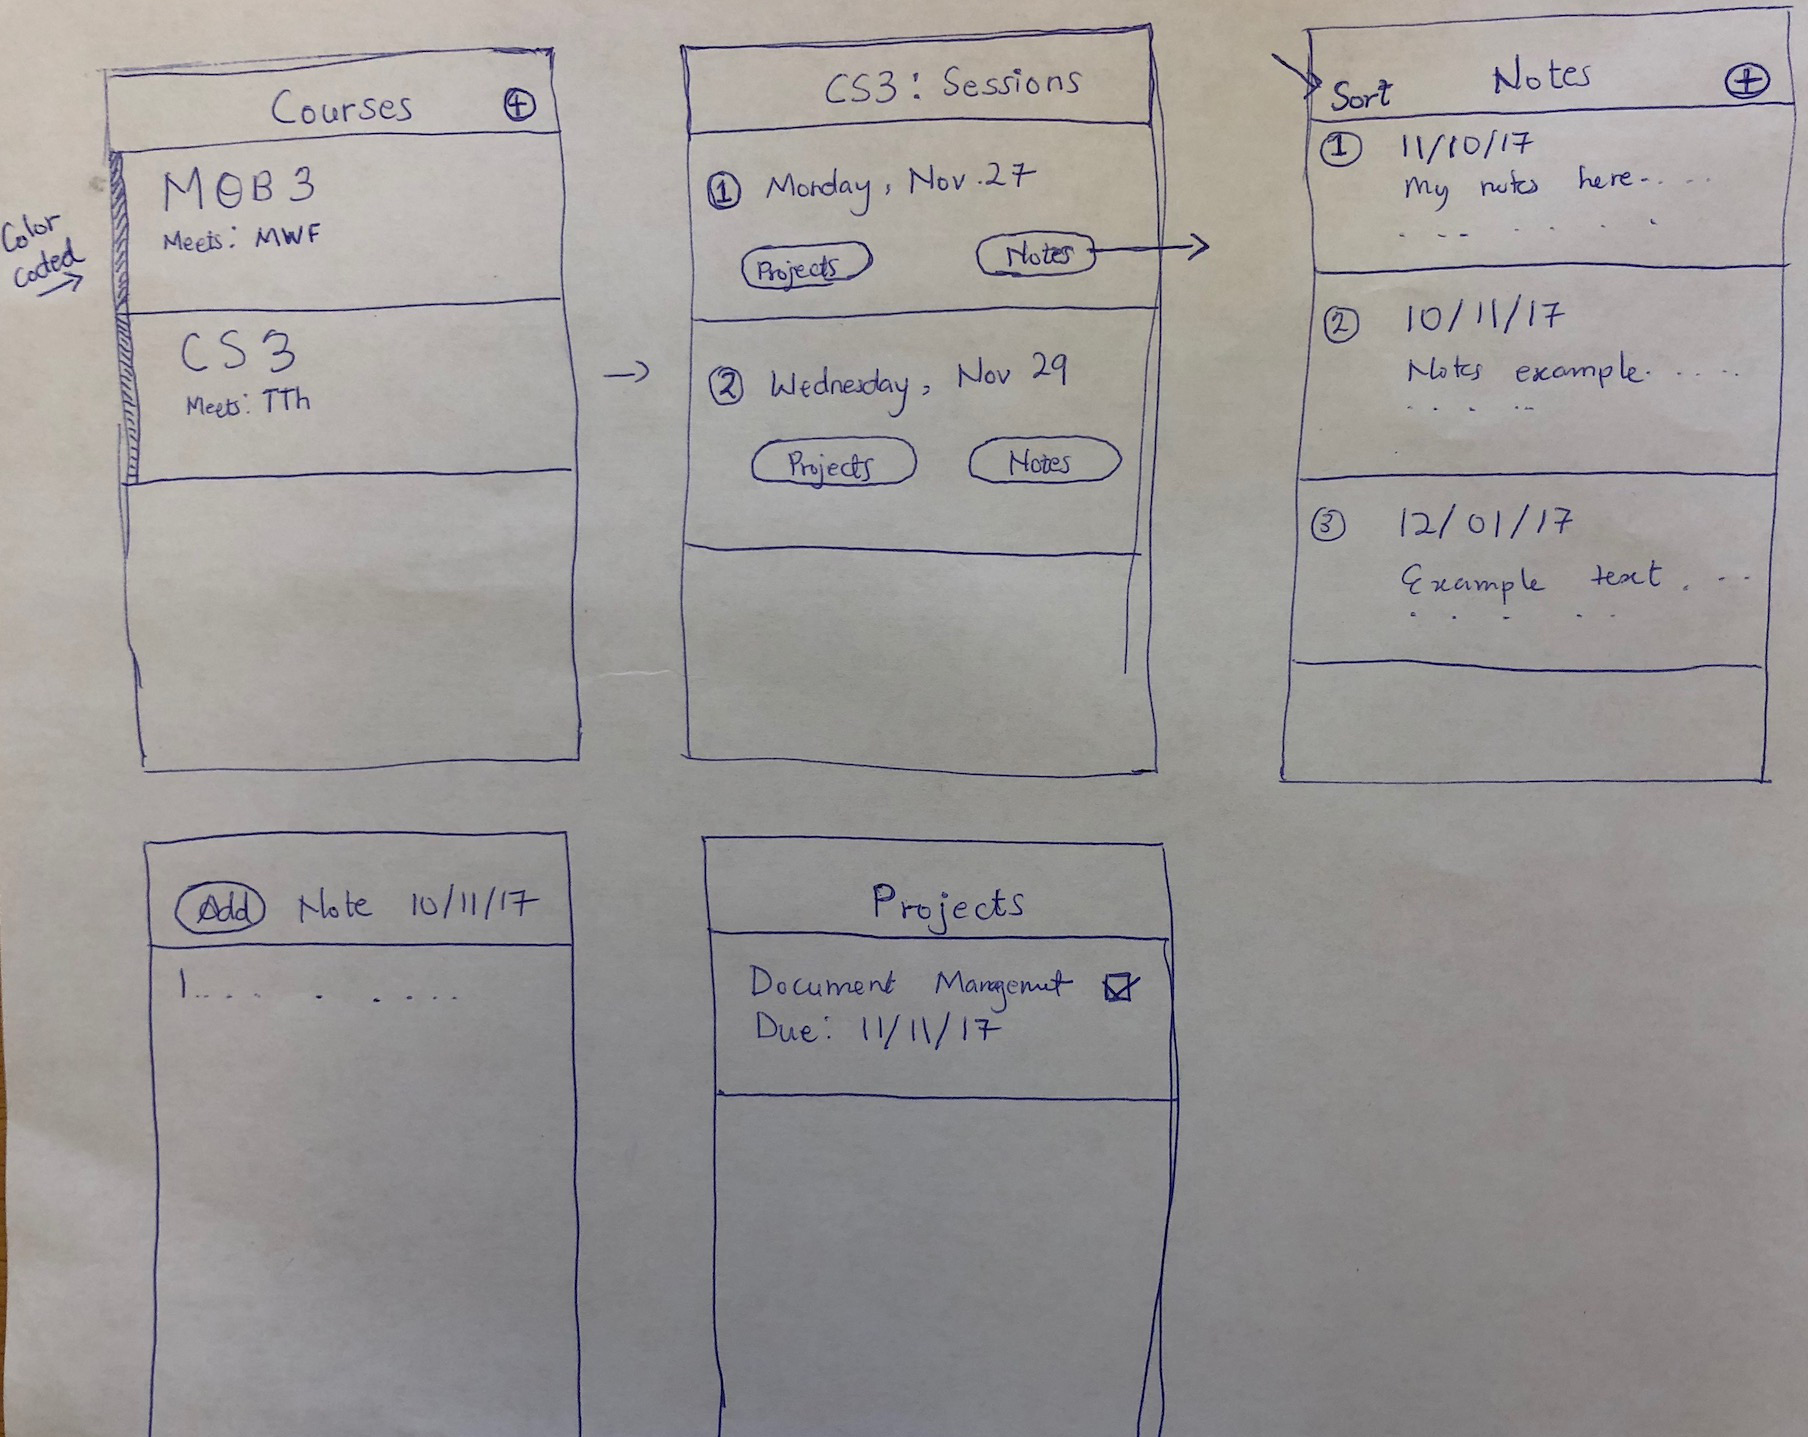 Courses +
MOB 3
Meets: MWF
Color
coded
CS 3
Meets: TTh
CS3: Sessions
1 Monday, Nov. 27
Projects Notes
2 Wednesday, Nov 29
Projects Notes
Sort Notes +
1 11/10/17
My notes here-. . .
2 10/11/17
Notes example. . . . .
3 12/01/17
Example text . . .
Add Note 10/11/17
1... . . . . . .
Projects
Document Mangemut
Due: 11/11/17